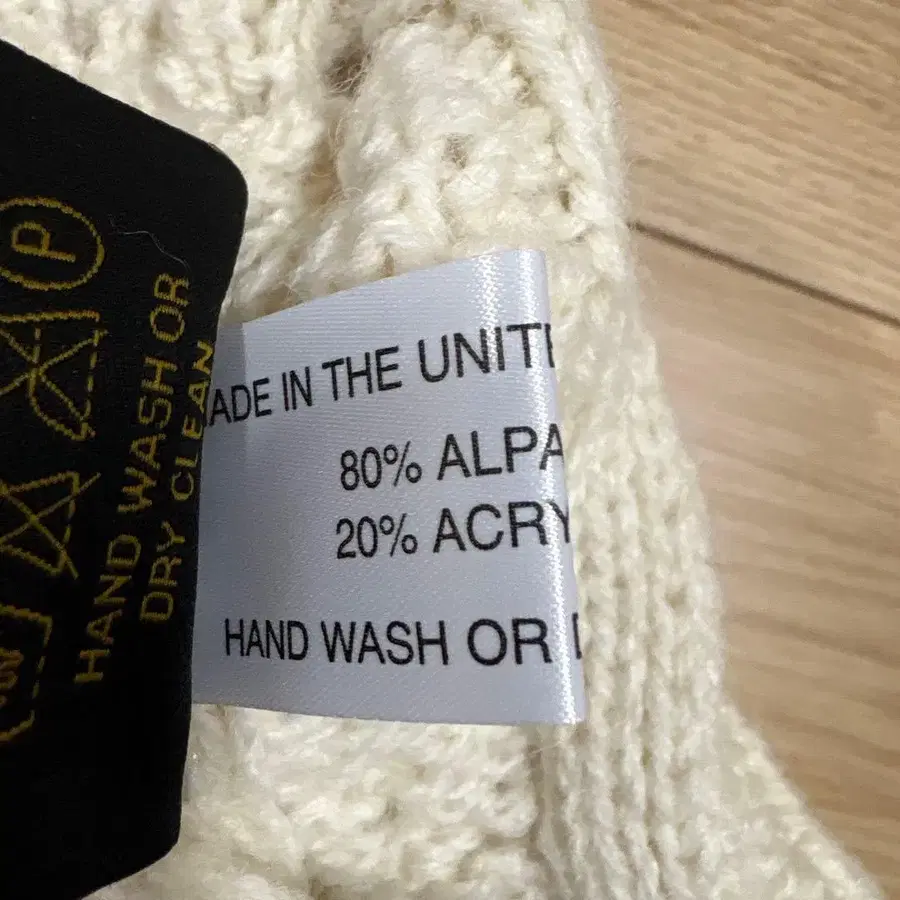 P
HAND WASH OR
DRY CLEAN
ADE IN THE UNIT
80% ALPA
20% ACRY
HAND WASH OR